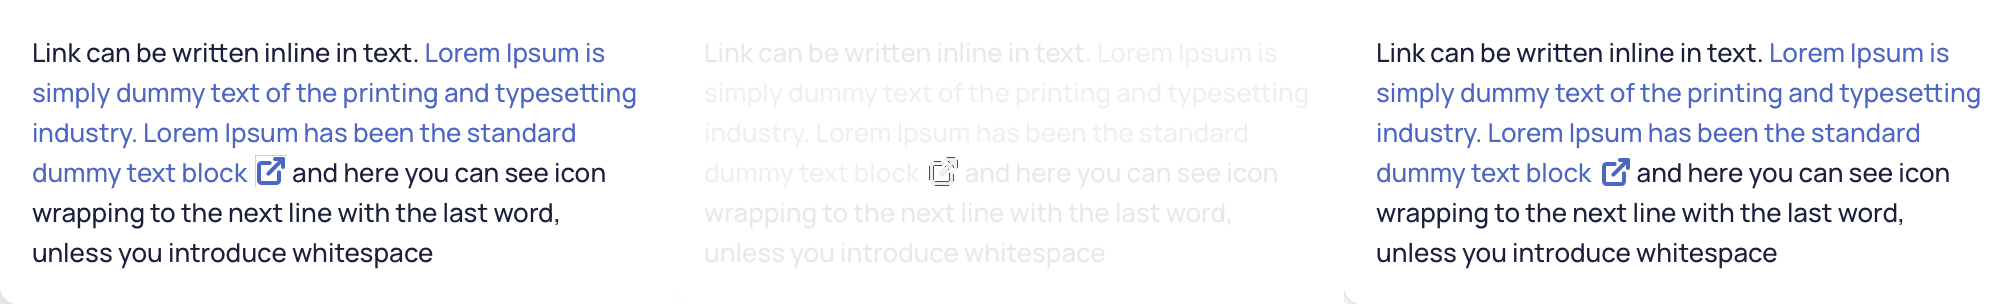 Link can be written inline in text. Lorem Ipsum is
simply dummy text of the printing and typesetting
industry. Lorem Ipsum has been the standard
dummy text block and here you can see icon
wrapping to the next line with the last word,
unless you introduce whitespace
Link can be written inline in text. Lorem Ipsum is
simply dummy text of the printing and typesetting
industry. Lorem Ipsum has been the standard
dummy text block and here you can see icon
wrapping to the next line with the last word,
unless you introduce whitespace
Link can be written inline in text. Lorem Ipsum is
simply dummy text of the printing and typesetting
industry. Lorem Ipsum has been the standard
dummy text block and here you can see icon
wrapping to the next line with the last word,
unless you introduce whitespace